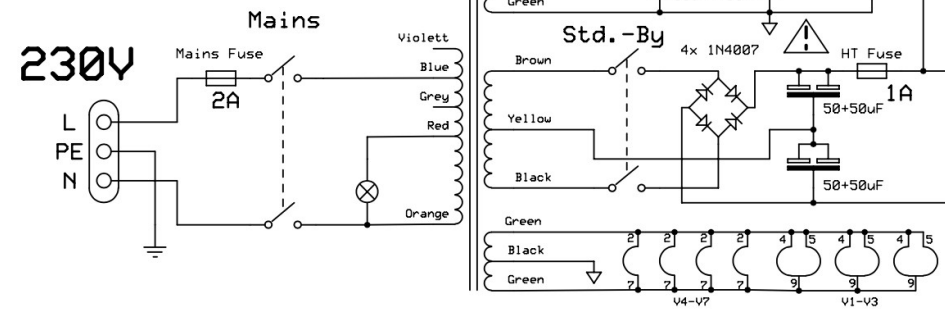 Green
Mains
Std.-By
230V
Mains Fuse
2A
L
PE
N
Violett
Blue
Grey
Red
Orange
Brown
Yellow
Black
4x 1N4007
HT Fuse
1A
50+50uF
50+50uF
Green
Black
Green
2 2 2 2 4 5 4 5 4 5
7 7 7 7 9 9 9
V4-V7
V1-V3